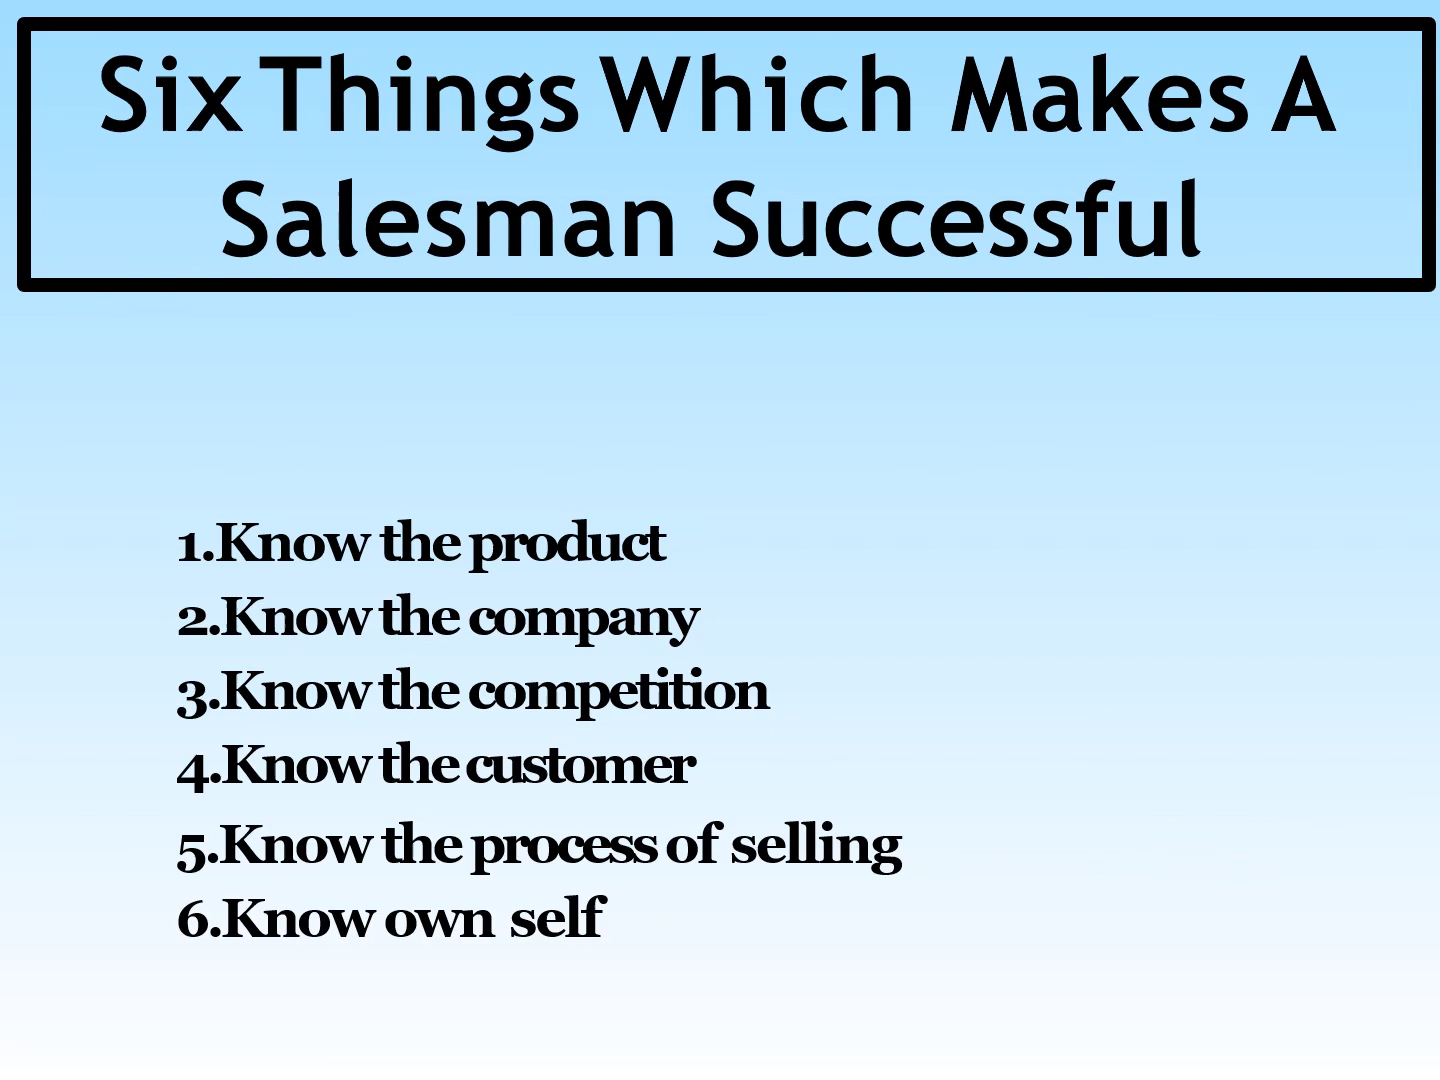 Six Things Which Makes A
Salesman Successful
1.Know the product
2.Know the company
3.Know the competition
4.Know the customer
5.Know the process of selling
6.Know own self